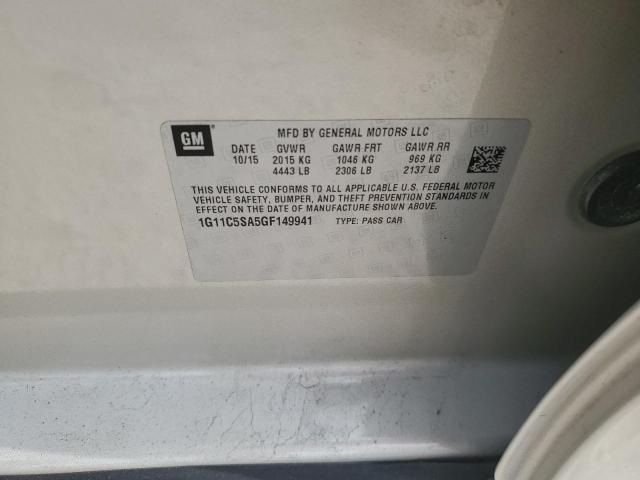 GM
MFD BY GENERAL MOTORS LLC
DATE GVWR GAWR FRT GAWR RR
10/15 2015 KG 1046 KG 969 KG
4443 LB 2306 LB 2137 LB
THIS VEHICLE CONFORMS TO ALL APPLICABLE U.S. FEDERAL MOTOR
VEHICLE SAFETY, BUMPER, AND THEFT PREVENTION STANDARDS IN
EFFECT ON THE DATE OF MANUFACTURE SHOWN ABOVE.
1G11C5SA5GF149941 TYPE: PASS CAR